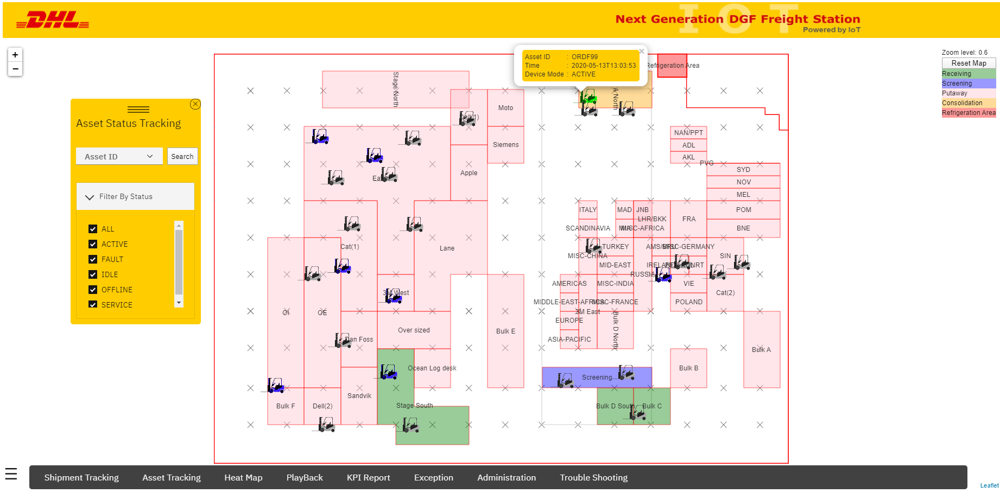 DHL
IOT
Next Generation DGF Freight Station
Powered by IoT
+
−
Zoom level: 0.6
Reset Map
Receiving
Screening
Putaway
Consolidation
Refrigeration Area
Asset ID : ORDF99
Time : 2020-05-13T13:03:53
Device Mode : ACTIVE
×
Refrigeration Area
Asset Status Tracking
Asset ID
Search
Filter By Status
ALL
ACTIVE
FAULT
IDLE
OFFLINE
SERVICE
Stage North
A North
Dell(1)
Moto
Siemens
Apple
NAN/PPT
ADL
AKL
PVG
SYD
NOV
MEL
POM
BNE
ITALY
MAD
JNB
LHR/BKK
FRA
SCANDINAVIA
MISC-AFRICA
Cat(1)
Lane
MISC-CHINA
TURKEY
MISC-GERMANY
SIN
MID-EAST
RUSSIA
AMERICAS
MISC-INDIA
VIE
Cat(2)
3M West
MIDDLE-EAST-AFRICA
MISC-FRANCE
POLAND
3M East
EUROPE
Bulk D North
ASIA-PACIFIC
OI
OE
Over sized
Bulk E
Dan Foss
Bulk A
Ocean Log desk
Bulk B
Screening
Sandvik
Bulk F
Dell(2)
Stage South
Bulk D South
Bulk C
Shipment Tracking
Asset Tracking
Heat Map
PlayBack
KPI Report
Exception
Administration
Trouble Shooting
Leaflet